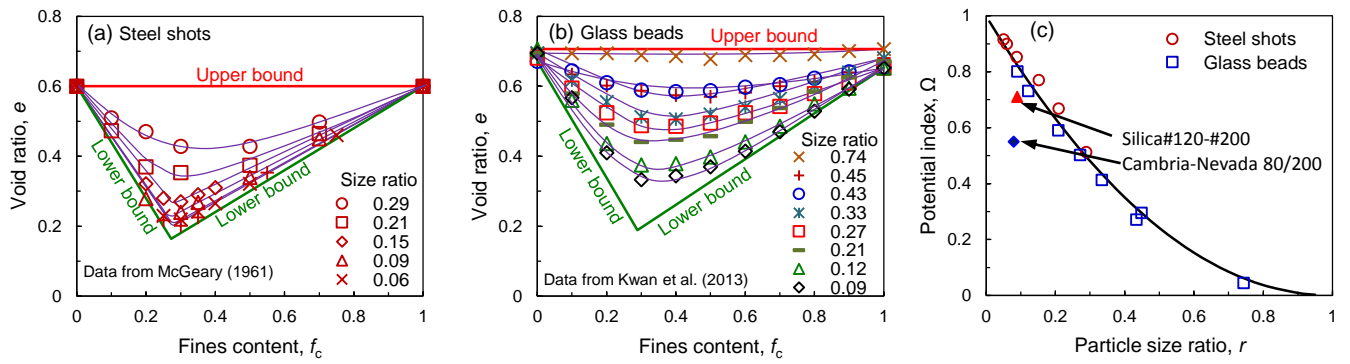 (a) Steel shots
Upper bound
Lower bound
Lower bound
Size ratio
0.29
0.21
0.15
0.09
0.06
Data from McGeary (1961)
0.8
0.6
0.4
0.2
0
0
0.2
0.4
0.6
0.8
1
Void ratio, e
Fines content, fc
(b) Glass beads
Upper bound
Lower bound
Lower bound
Size ratio
0.74
0.45
0.43
0.33
0.27
0.21
0.12
0.09
Data from Kwan et al. (2013)
0.8
0.6
0.4
0.2
0
0
0.2
0.4
0.6
0.8
1
Void ratio, e
Fines content, fc
(c)
Steel shots
Glass beads
Silica#120-#200
Cambria-Nevada 80/200
1
0.8
0.6
0.4
0.2
0
0
0.2
0.4
0.6
0.8
1
Potential index, Ω
Particle size ratio, r